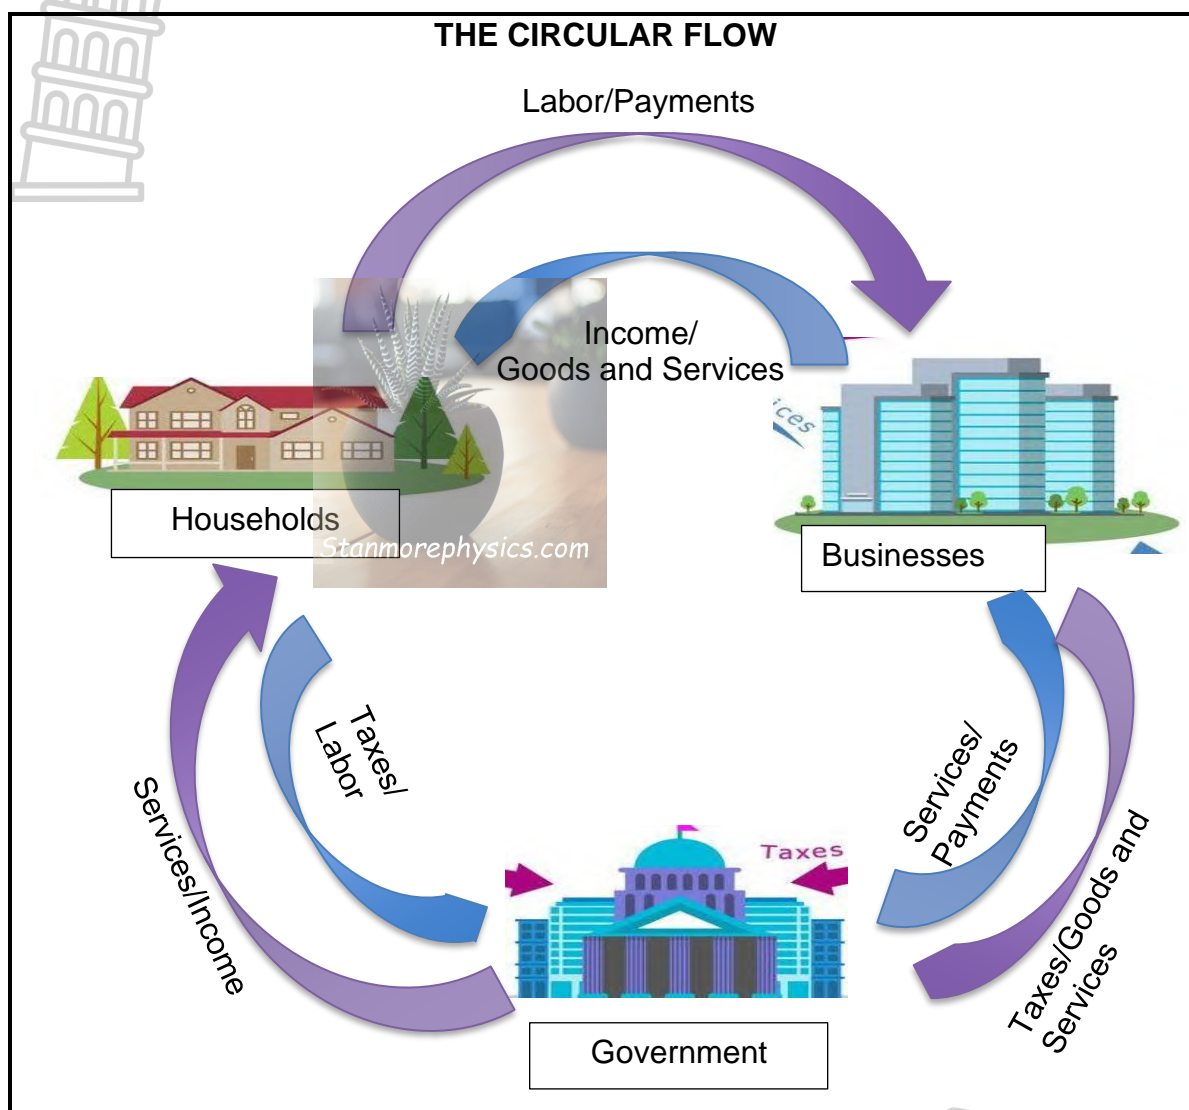 THE CIRCULAR FLOW
Labor/Payments
Income/
Goods and Services
ices
Households
Stanmorephysics.com
Businesses
Taxes/
Labor
Services/
Payments
Services/Income
Taxes/Goods and
Services
Taxes
Government